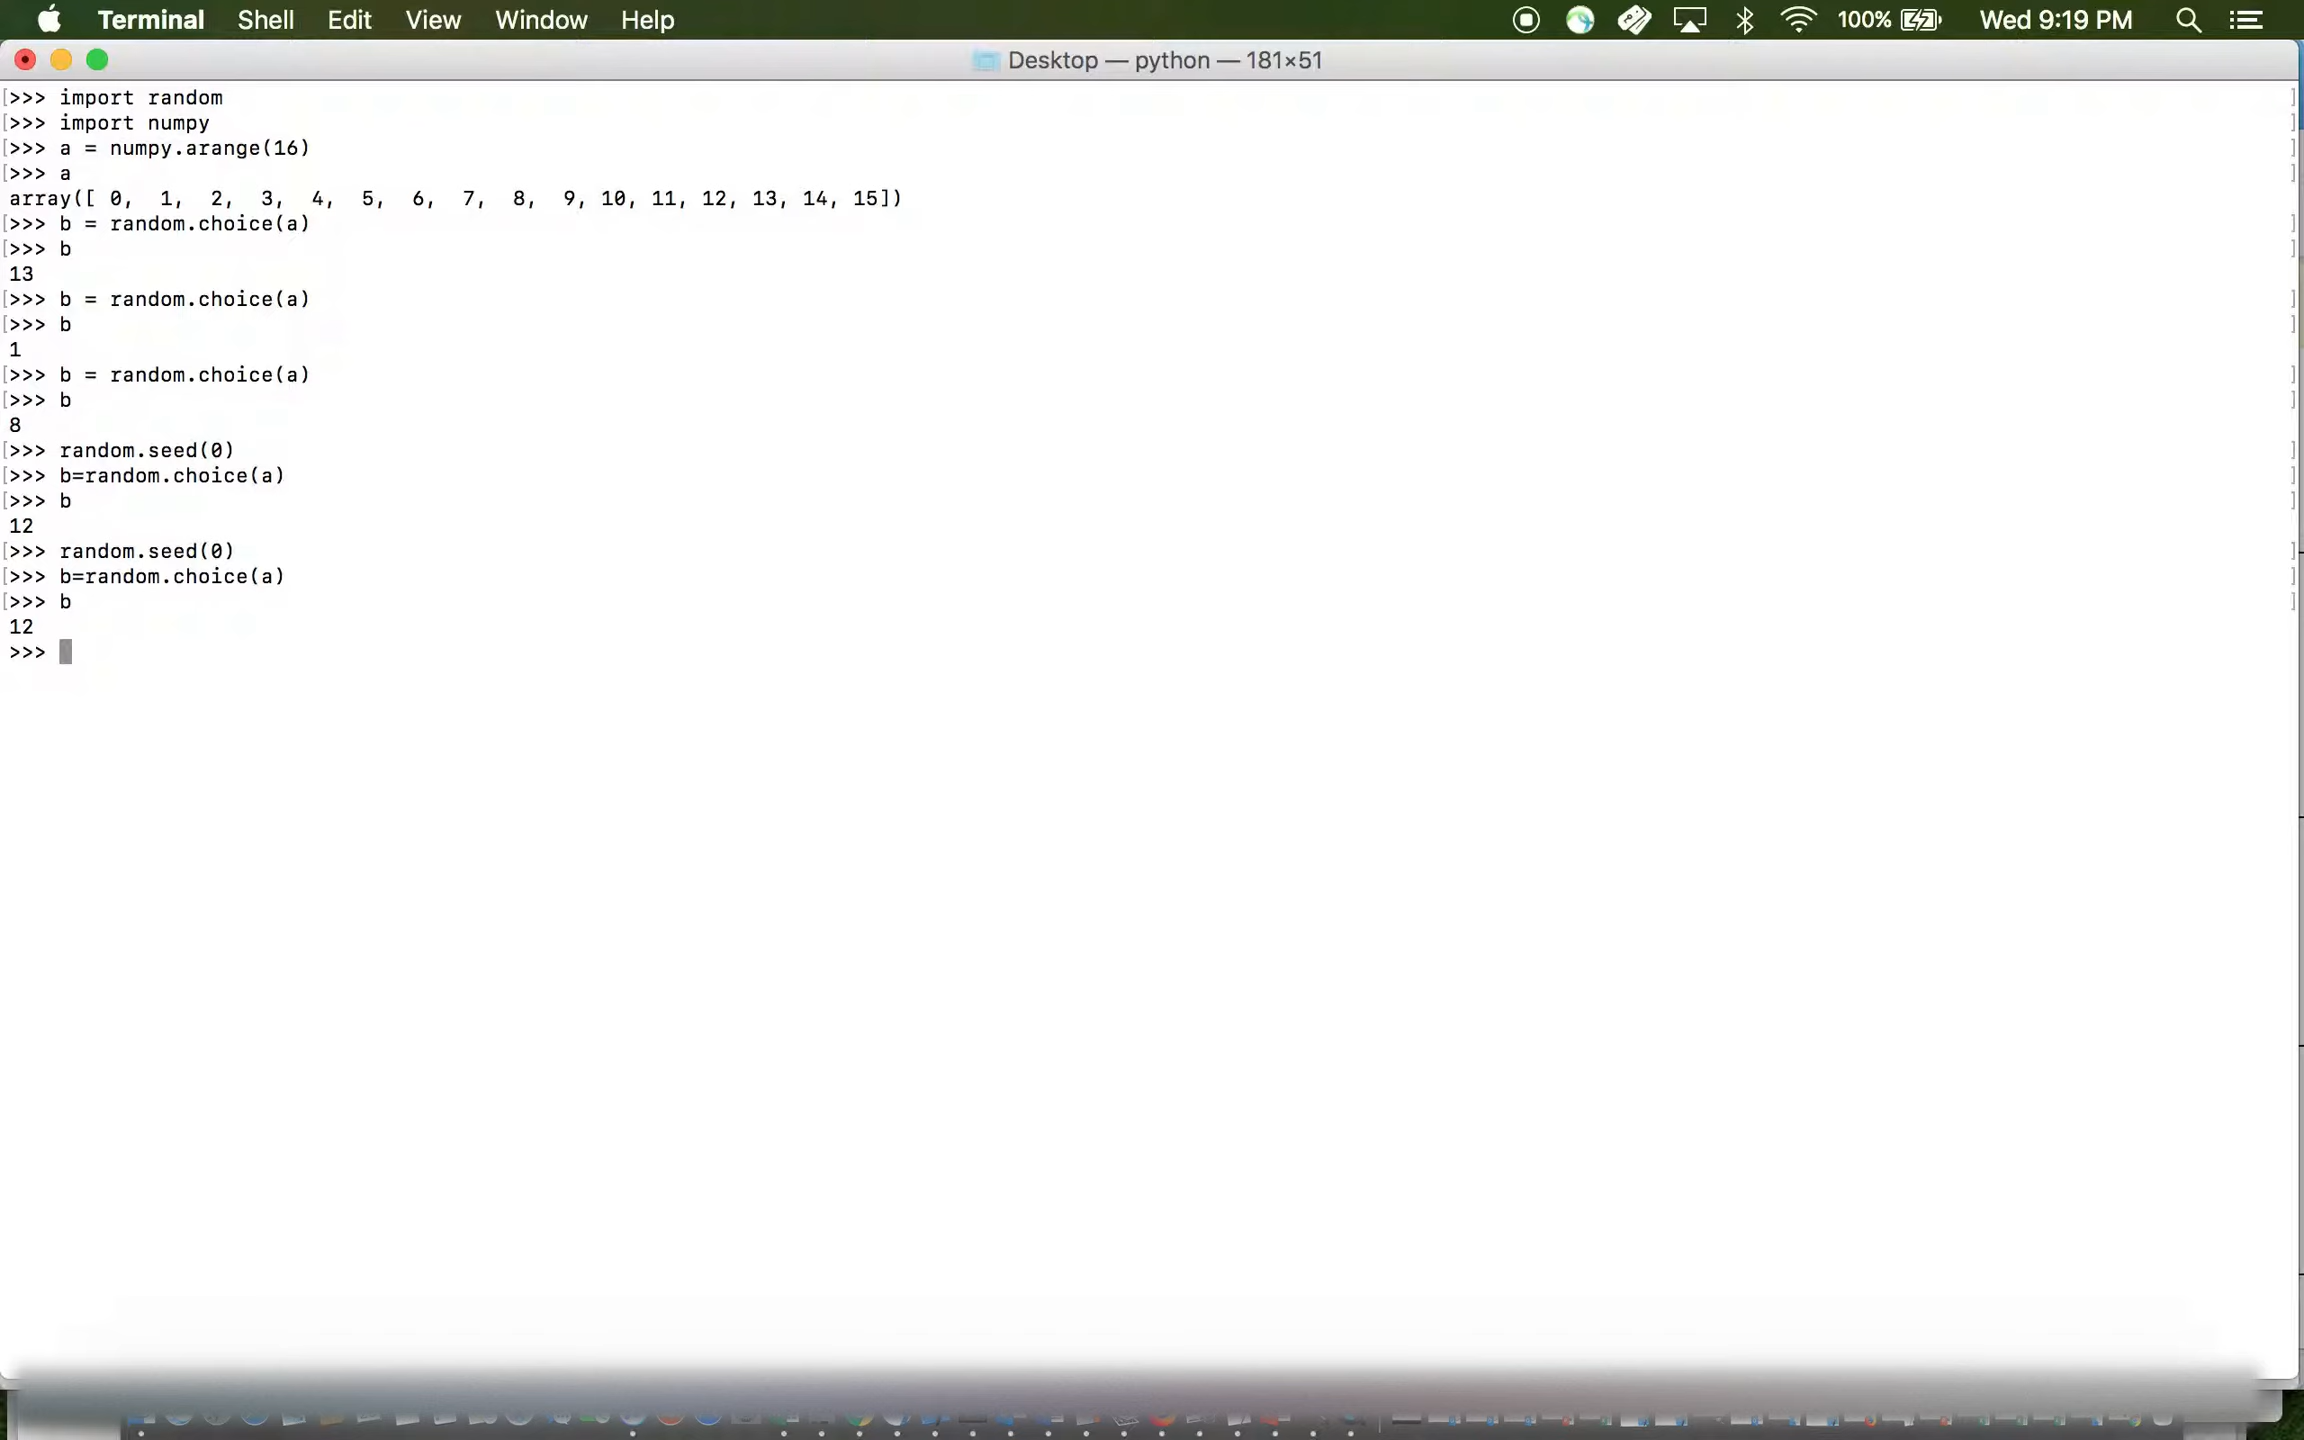 Terminal Shell Edit View Window Help 100% Wed 9:19 PM
Desktop — python — 181×51
[>>> import random ]
[>>> import numpy ]
[>>> a = numpy.arange(16) ]
[>>> a ]
array([ 0,  1,  2,  3,  4,  5,  6,  7,  8,  9, 10, 11, 12, 13, 14, 15])
[>>> b = random.choice(a) ]
[>>> b ]
13
[>>> b = random.choice(a) ]
[>>> b ]
1
[>>> b = random.choice(a) ]
[>>> b ]
8
[>>> random.seed(0) ]
[>>> b=random.choice(a) ]
[>>> b ]
12
[>>> random.seed(0) ]
[>>> b=random.choice(a) ]
[>>> b ]
12
>>>